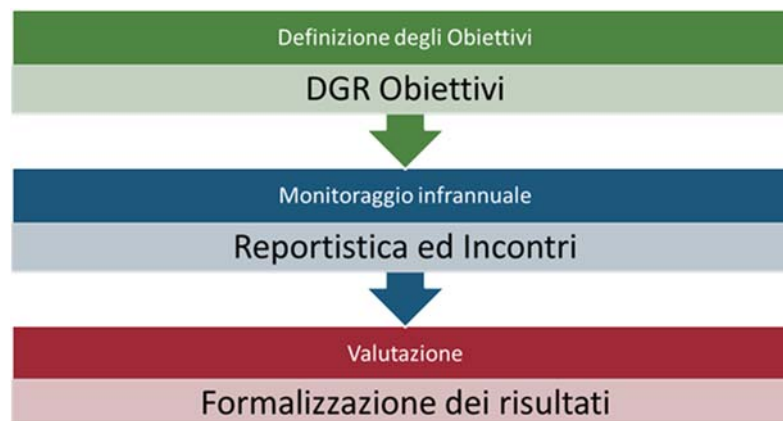 Definizione degli Obiettivi
DGR Obiettivi
Monitoraggio infrannuale
Reportistica ed Incontri
Valutazione
Formalizzazione dei risultati